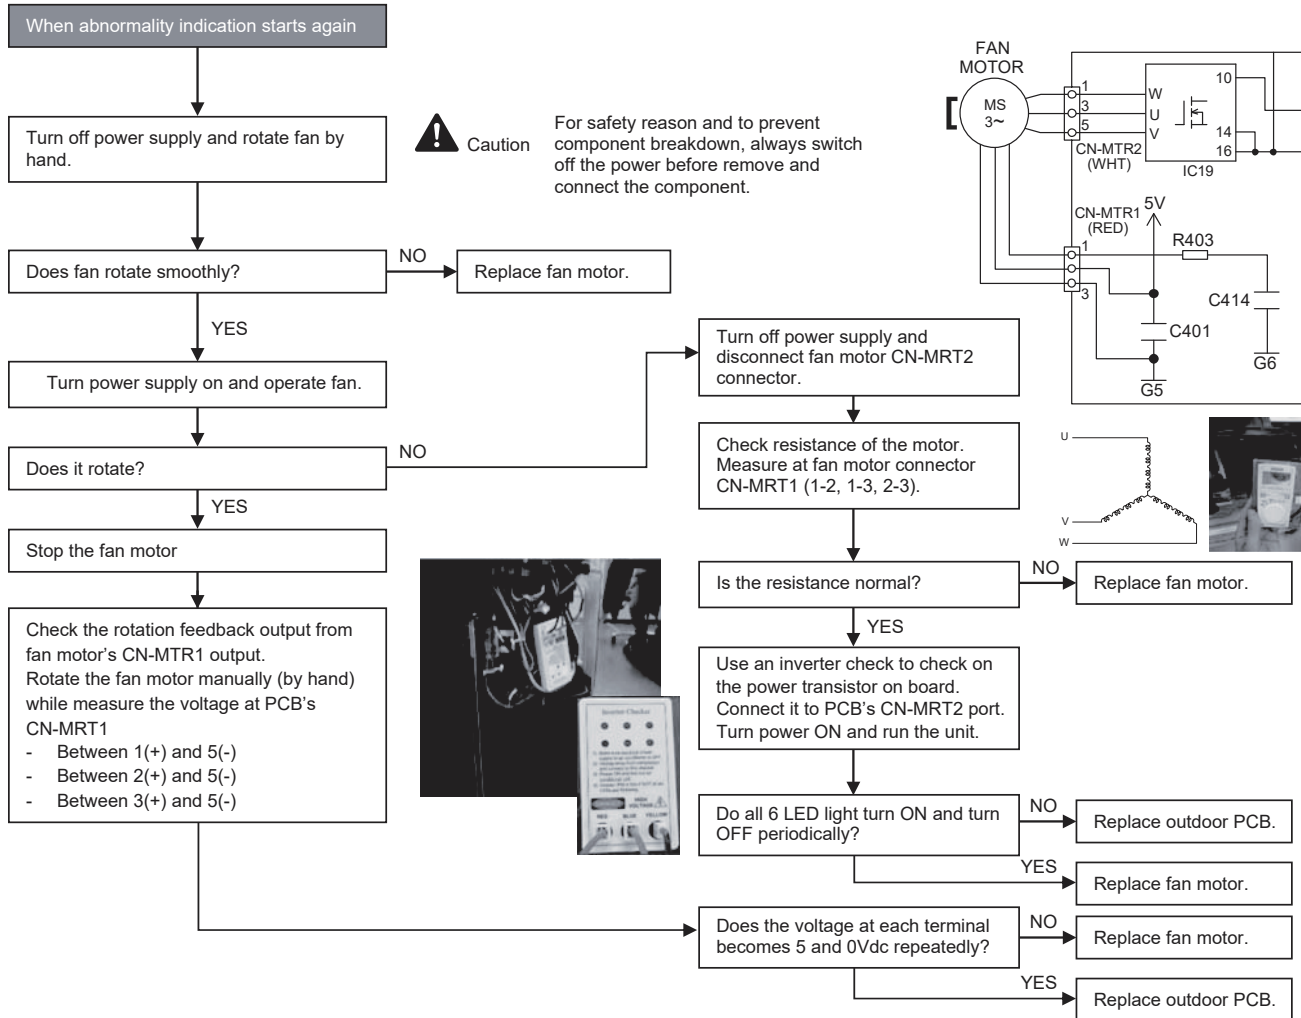 When abnormality indication starts again
Turn off power supply and rotate fan by
hand.
Caution
For safety reason and to prevent
component breakdown, always switch
off the power before remove and
connect the component.
Does fan rotate smoothly?
NO
Replace fan motor.
YES
Turn power supply on and operate fan.
Does it rotate?
NO
YES
Stop the fan motor
Check the rotation feedback output from
fan motor's CN-MTR1 output.
Rotate the fan motor manually (by hand)
while measure the voltage at PCB's
CN-MRT1
- Between 1(+) and 5(-)
- Between 2(+) and 5(-)
- Between 3(+) and 5(-)
Turn off power supply and
disconnect fan motor CN-MRT2
connector.
Check resistance of the motor.
Measure at fan motor connector
CN-MRT1 (1-2, 1-3, 2-3).
Is the resistance normal?
NO
Replace fan motor.
YES
Use an inverter check to check on
the power transistor on board.
Connect it to PCB's CN-MRT2 port.
Turn power ON and run the unit.
Do all 6 LED light turn ON and turn
OFF periodically?
NO
Replace outdoor PCB.
YES
Replace fan motor.
Does the voltage at each terminal
becomes 5 and 0Vdc repeatedly?
NO
Replace fan motor.
YES
Replace outdoor PCB.
FAN
MOTOR
MS
3~
1
3
5
W
U
V
10
14
16
CN-MTR2
(WHT)
IC19
CN-MTR1
(RED)
5V
1
3
R403
C414
C401
G6
G5
U
V
W
Inverter Checker
HIGH
VOLTAGE
RED BLUE YELLOW